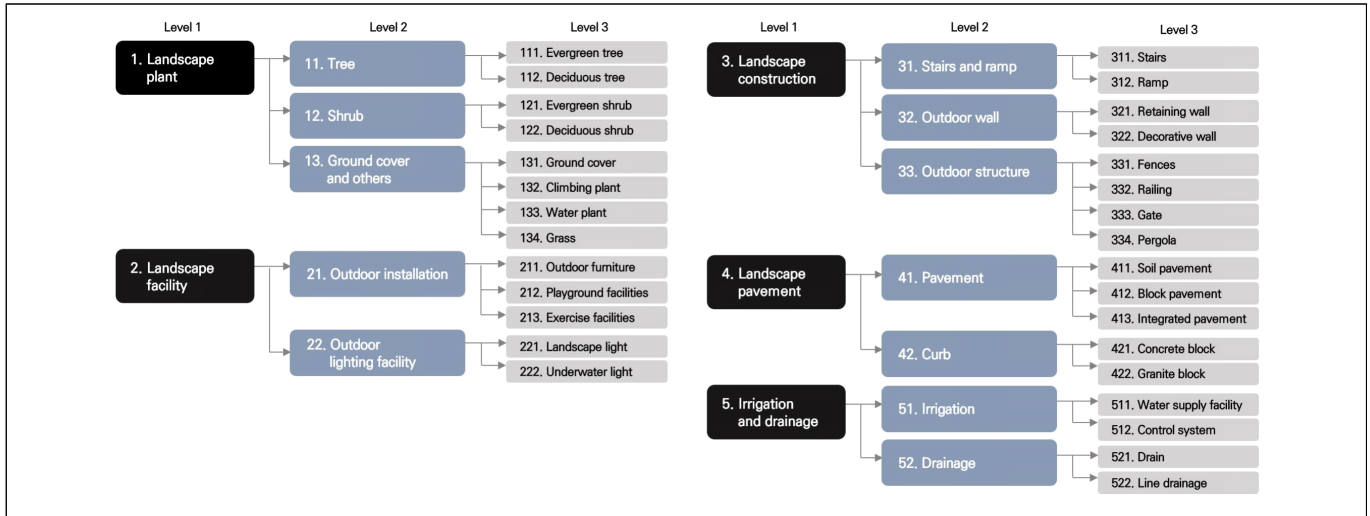 Level 1
Level 2
Level 3
1. Landscape
plant
11. Tree
111. Evergreen tree
112. Deciduous tree
12. Shrub
121. Evergreen shrub
122. Deciduous shrub
13. Ground cover
and others
131. Ground cover
132. Climbing plant
133. Water plant
134. Grass
2. Landscape
facility
21. Outdoor installation
211. Outdoor furniture
212. Playground facilities
213. Exercise facilities
22. Outdoor
lighting facility
221. Landscape light
222. Underwater light
Level 1
Level 2
Level 3
3. Landscape
construction
31. Stairs and ramp
311. Stairs
312. Ramp
32. Outdoor wall
321. Retaining wall
322. Decorative wall
33. Outdoor structure
331. Fences
332. Railing
333. Gate
334. Pergola
4. Landscape
pavement
41. Pavement
411. Soil pavement
412. Block pavement
413. Integrated pavement
42. Curb
421. Concrete block
422. Granite block
5. Irrigation
and drainage
51. Irrigation
511. Water supply facility
512. Control system
52. Drainage
521. Drain
522. Line drainage